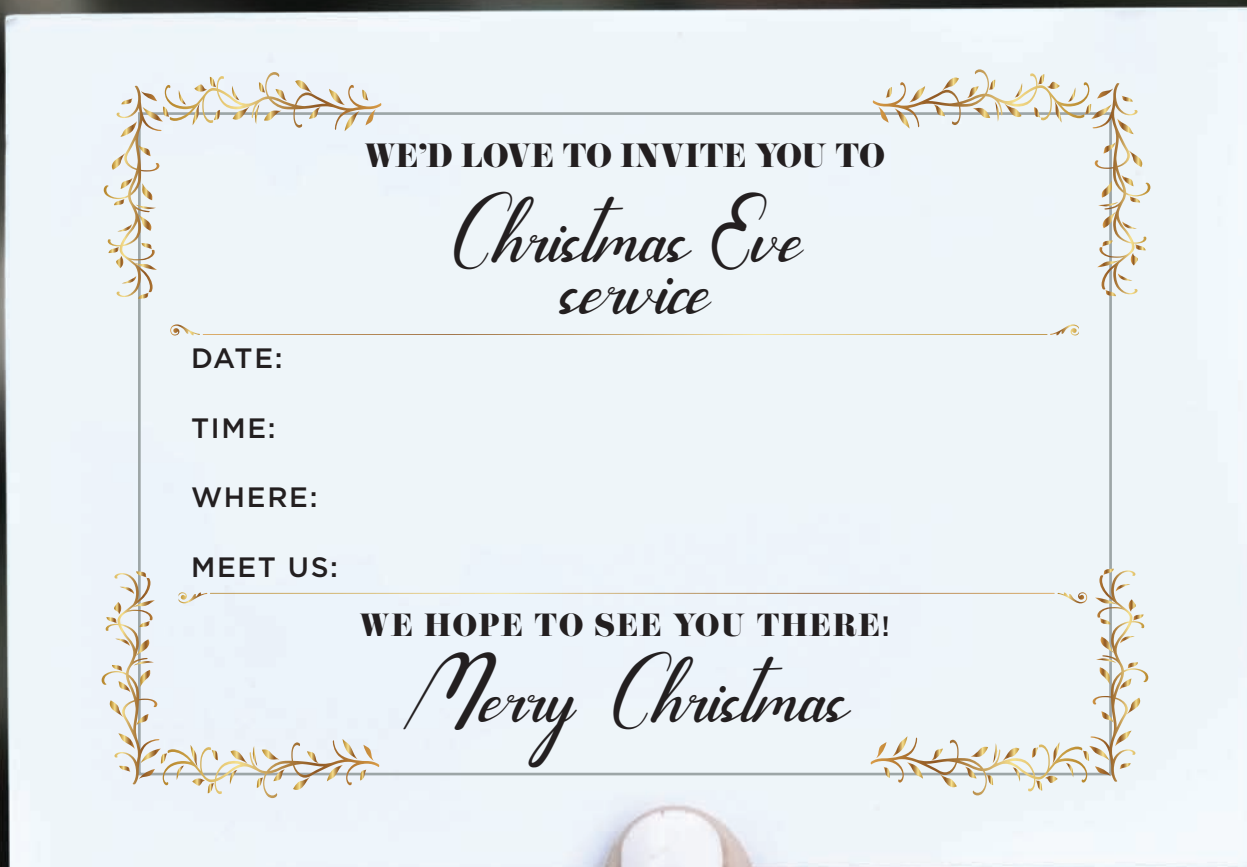 WE'D LOVE TO INVITE YOU TO
Christmas Eve
service
DATE:
TIME:
WHERE:
MEET US:
WE HOPE TO SEE YOU THERE!
Merry Christmas